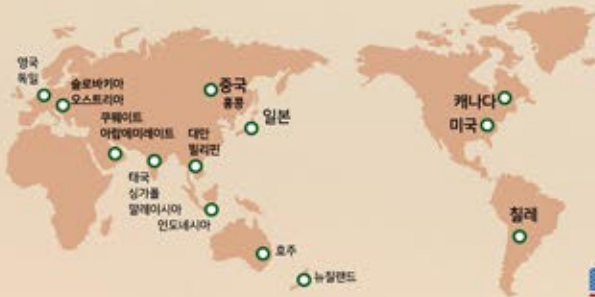 영국
독일
슬로바키아
오스트리아
쿠웨이트
아랍에미레이트
태국
싱가폴
말레이시아
인도네시아
대만
필리핀
중국
홍콩
일본
호주
뉴질랜드
캐나다
미국
칠레